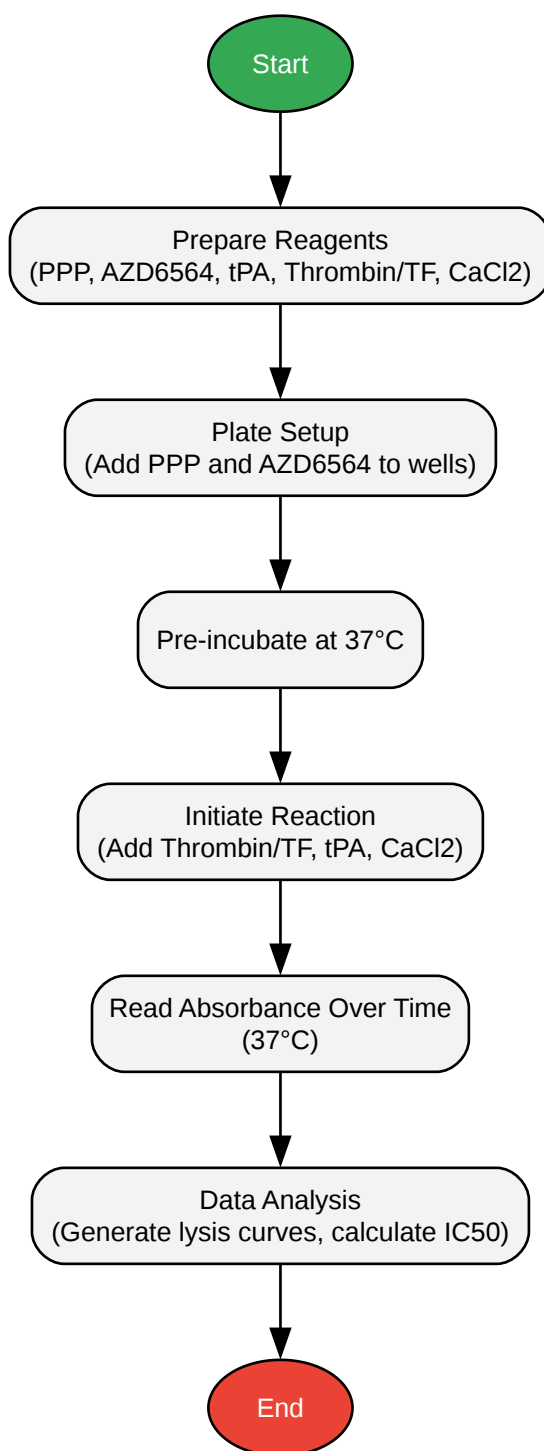 Start
Prepare Reagents
(PPP, AZD6564, tPA, Thrombin/TF, CaCl2)
Plate Setup
(Add PPP and AZD6564 to wells)
Pre-incubate at 37°C
Initiate Reaction
(Add Thrombin/TF, tPA, CaCl2)
Read Absorbance Over Time
(37°C)
Data Analysis
(Generate lysis curves, calculate IC50)
End